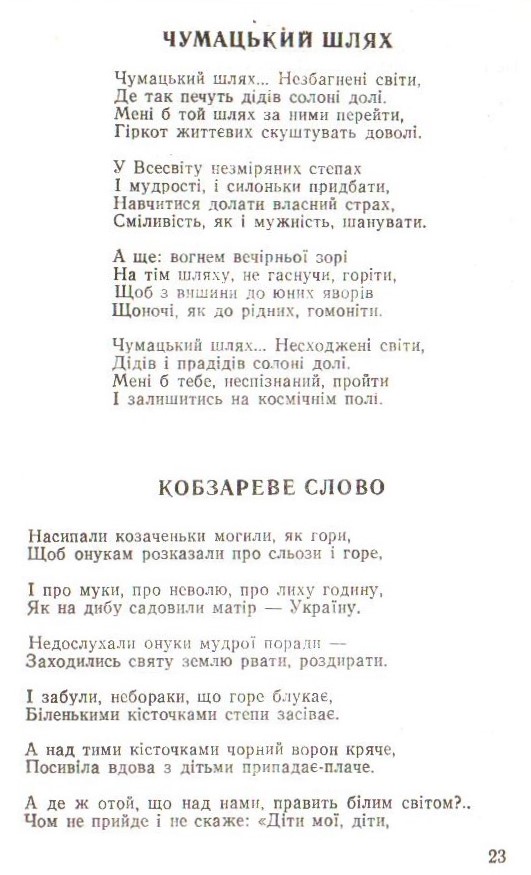 ЧУМАЦЬКИЙ ШЛЯХ
Чумацький шлях... Незбагнені світи,
Де так печуть дідів солоні долі.
Мені б той шлях за ними перейти,
Гіркот життєвих скуштувать доволі.
У Всесвіту незміряних степах
І мудрості, і силоньки придбати,
Навчитися долати власний страх,
Сміливість, як і мужність, шанувати.
А ще: вогнем вечірньої зорі
На тім шляху, не гаснучи, горіти,
Щоб з вишини до юних яворів
Щоночі, як до рідних, гомоніти.
Чумацький шлях... Несходжені світи,
Дідів і прадідів солоні долі.
Мені б тебе, неспізнаний, пройти
І залишитись на космічнім полі.
КОБЗАРЕВЕ СЛОВО
Насипали козаченьки могили, як гори,
Щоб онукам розказали про сльози і горе,
І про муки, про неволю, про лиху годину,
Як на дибу садовили матір — Україну.
Недослухали онуки мудрої поради —
Заходились святу землю рвати, роздирати.
І забули, небораки, що горе блукає,
Біленькими кісточками степи засіває.
А над тими кісточками чорний ворон кряче,
Посивіла вдова з дітьми припадає-плаче.
А де ж отой, що над нами, править білим світом?..
Чом не прийде і не скаже: «Діти мої, діти,
23